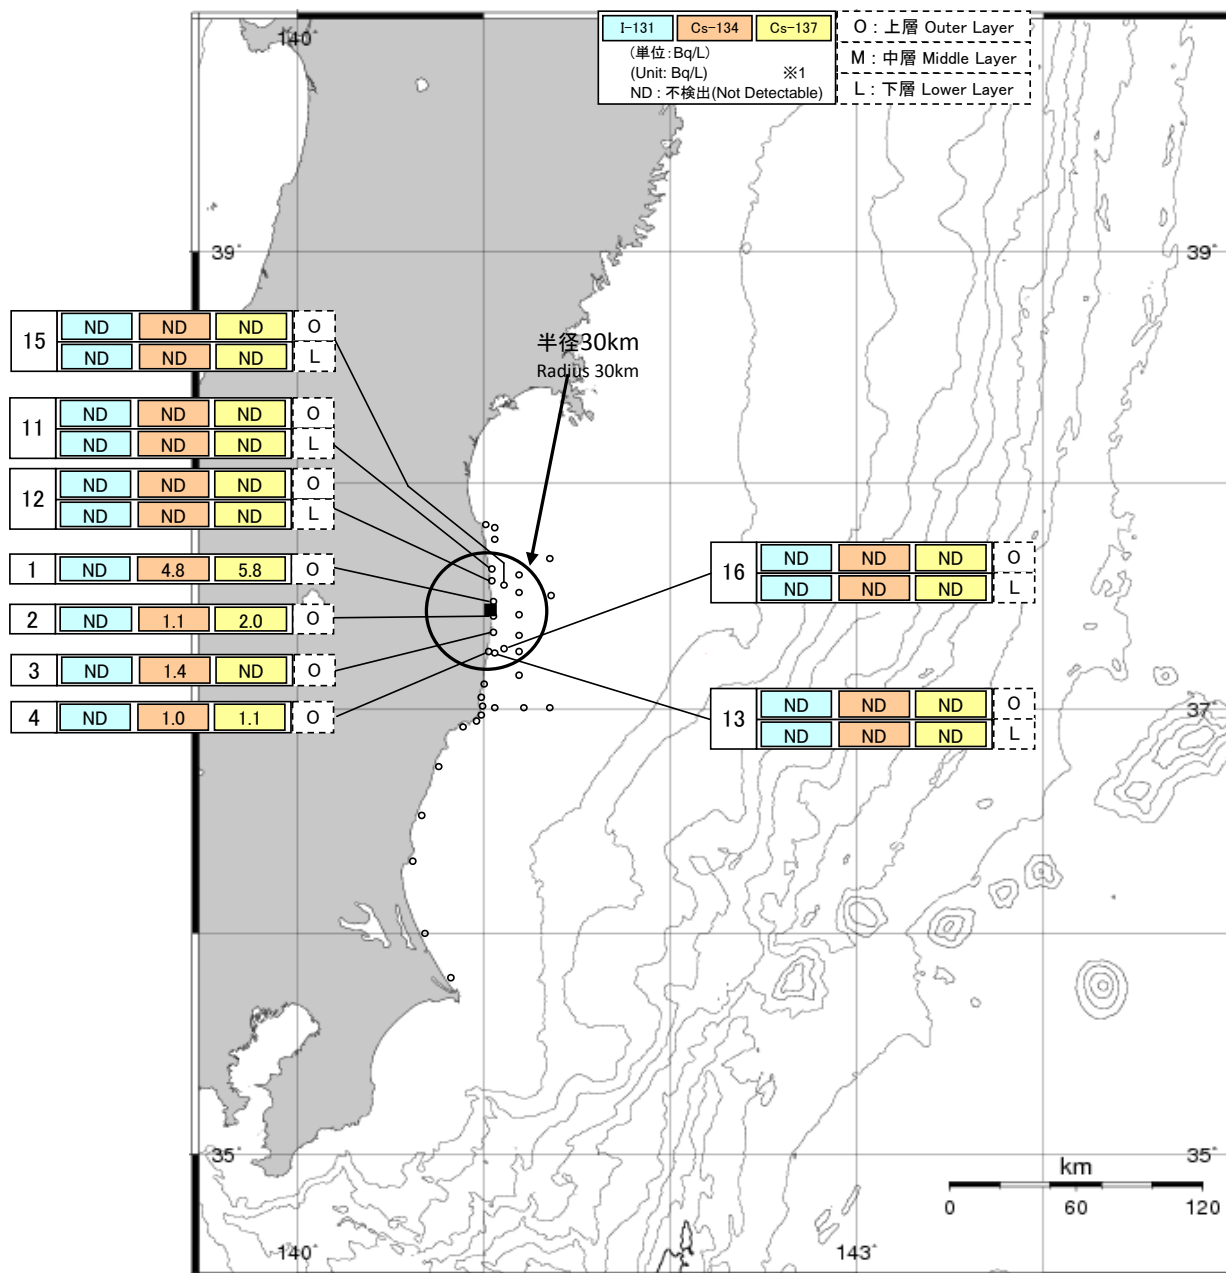 140°
I-131 Cs-134 Cs-137
(単位:Bq/L)
(Unit: Bq/L) ※1
ND : 不検出(Not Detectable)
O : 上層 Outer Layer
M : 中層 Middle Layer
L : 下層 Lower Layer
39° 39°
15 ND ND ND O
ND ND ND L
半径30km
Radius 30km
11 ND ND ND O
ND ND ND L
12 ND ND ND O
ND ND ND L
1 ND 4.8 5.8 O
2 ND 1.1 2.0 O
3 ND 1.4 ND O
4 ND 1.0 1.1 O
16 ND ND ND O
ND ND ND L
13 ND ND ND O
ND ND ND L
37°
35° 35°
km
0 60 120
140° 143°